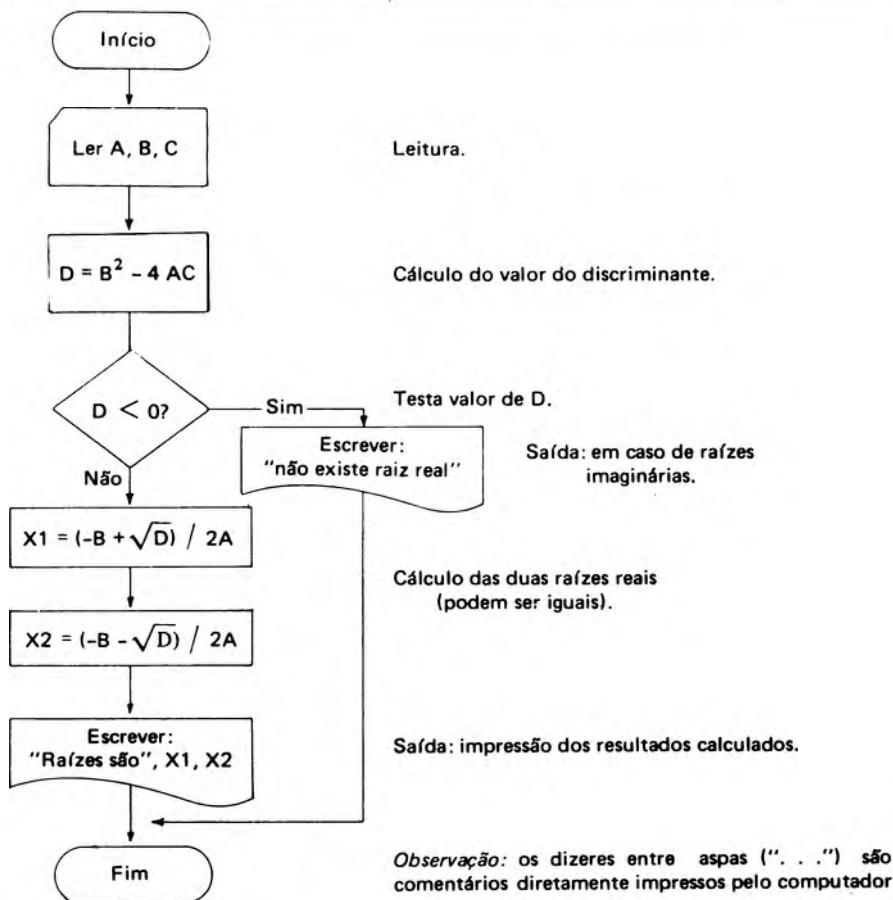 Início
Ler A, B, C
Leitura.
D = B² – 4 AC
Cálculo do valor do discriminante.
D < 0?
Sim
Testa valor de D.
Escrever:
"não existe raiz real"
Saída: em caso de raízes
imaginárias.
Não
X1 = (-B + √D) / 2A
Cálculo das duas raízes reais
(podem ser iguais).
X2 = (-B - √D) / 2A
Escrever:
"Raízes são", X1, X2
Saída: impressão dos resultados calculados.
Fim
Observação: os dizeres entre aspas (". . .") são
comentários diretamente impressos pelo computador